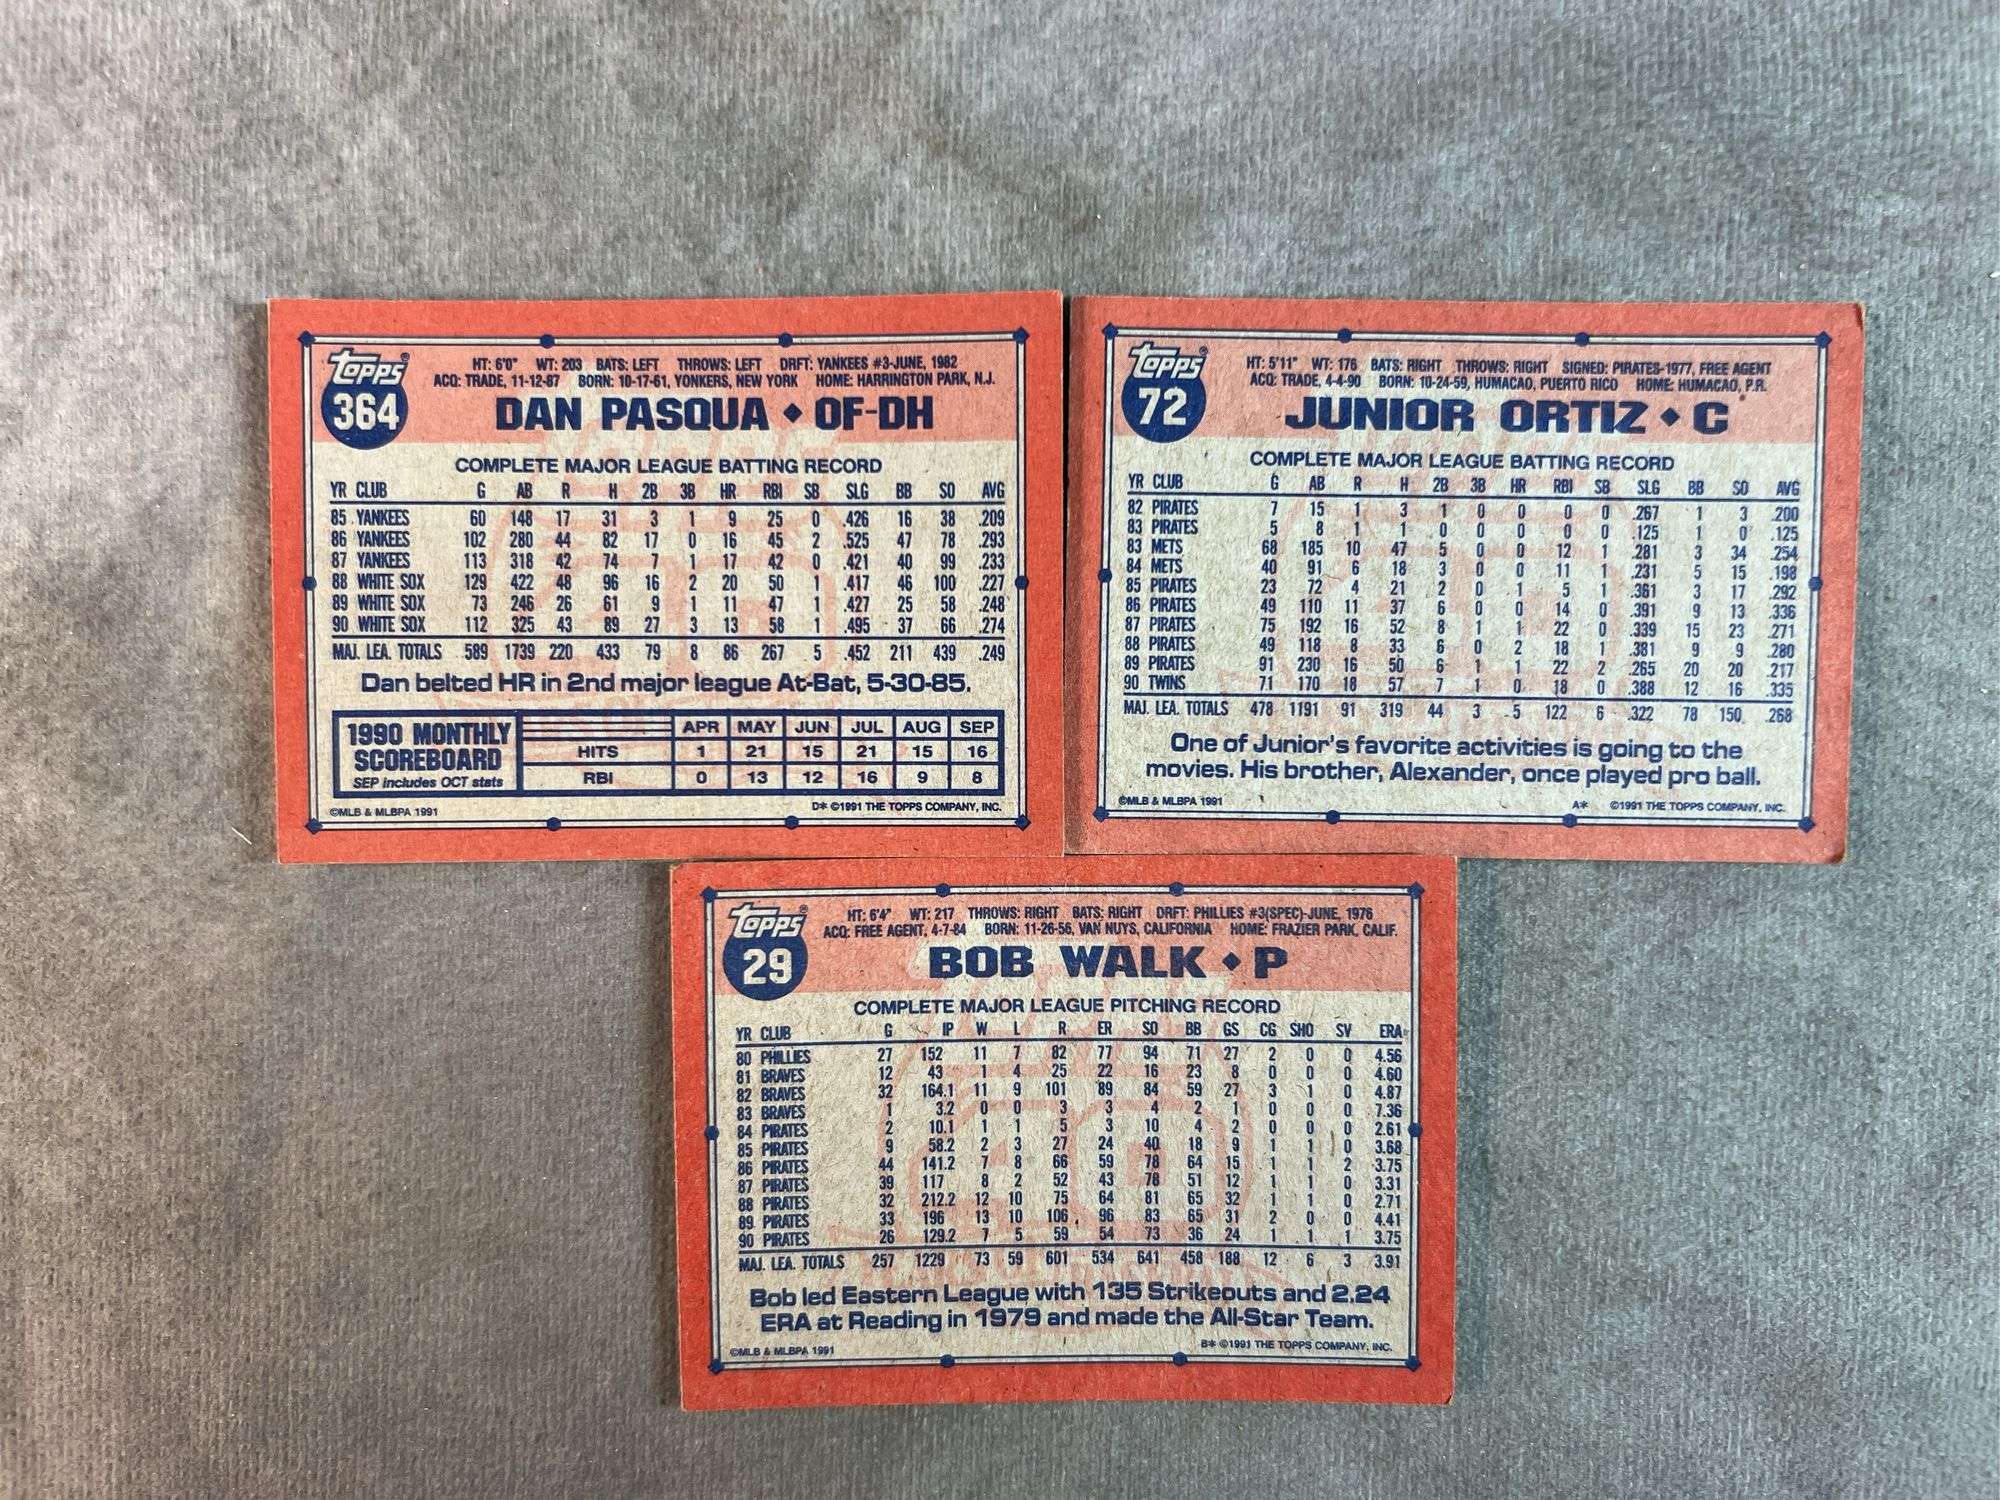 Topps®
364
HT: 6'0" WT: 203 BATS: LEFT THROWS: LEFT DRFT: YANKEES #3-JUNE, 1982
ACQ: TRADE, 11-12-87 BORN: 10-17-61, YONKERS, NEW YORK HOME: HARRINGTON PARK, N.J.
DAN PASQUA ◆ OF-DH
COMPLETE MAJOR LEAGUE BATTING RECORD
YR CLUB G AB R H 2B 3B HR RBI SB SLG BB SO AVG
85 YANKEES 60 148 17 31 3 1 9 25 0 .426 16 38 .209
86 YANKEES 102 280 44 82 17 0 16 45 2 .525 47 78 .293
87 YANKEES 113 318 42 74 7 1 17 42 0 .421 40 99 .233
88 WHITE SOX 129 422 48 96 16 2 20 50 1 .417 46 100 .227
89 WHITE SOX 73 246 26 61 9 1 11 47 1 .427 25 58 .248
90 WHITE SOX 112 325 43 89 27 3 13 58 1 .495 37 66 .274
MAJ. LEA. TOTALS 589 1739 220 433 79 8 86 267 5 .452 211 439 .249
Dan belted HR in 2nd major league At-Bat, 5-30-85.
1990 MONTHLY SCOREBOARD
SEP includes OCT stats
APR MAY JUN JUL AUG SEP
HITS 1 21 15 21 15 16
RBI 0 13 12 16 9 8
©MLB & MLBPA 1991 D* ©1991 THE TOPPS COMPANY, INC.
Topps®
72
HT: 5'11" WT: 176 BATS: RIGHT THROWS: RIGHT SIGNED: PIRATES-1977, FREE AGENT
ACQ: TRADE, 4-4-90 BORN: 10-24-59, HUMACAO, PUERTO RICO HOME: HUMACAO, P.R.
JUNIOR ORTIZ ◆ C
COMPLETE MAJOR LEAGUE BATTING RECORD
YR CLUB G AB R H 2B 3B HR RBI SB SLG BB SO AVG
82 PIRATES 7 15 1 3 1 0 0 0 0 .267 1 3 .200
83 PIRATES 5 8 1 1 0 0 0 0 0 .125 1 0 .125
83 METS 68 185 10 47 5 0 0 12 1 .281 3 34 .254
84 METS 40 91 6 18 3 0 0 11 1 .231 5 15 .198
85 PIRATES 23 72 4 21 2 0 1 5 1 .361 3 17 .292
86 PIRATES 49 110 11 37 6 0 0 14 0 .391 9 13 .336
87 PIRATES 75 192 16 52 8 1 1 22 0 .339 15 23 .271
88 PIRATES 49 118 8 33 6 0 2 18 1 .381 9 9 .280
89 PIRATES 91 230 16 50 6 1 1 22 2 .265 20 20 .217
90 TWINS 71 170 18 57 7 1 0 18 0 .388 12 16 .335
MAJ. LEA. TOTALS 478 1191 91 319 44 3 5 122 6 .322 78 150 .268
One of Junior's favorite activities is going to the
movies. His brother, Alexander, once played pro ball.
©MLB & MLBPA 1991 A* ©1991 THE TOPPS COMPANY, INC.
Topps®
29
HT: 6'4" WT: 217 THROWS: RIGHT BATS: RIGHT DRFT: PHILLIES #3(SPEC)-JUNE, 1976
ACQ: FREE AGENT, 4-7-84 BORN: 11-26-56, VAN NUYS, CALIFORNIA HOME: FRAZIER PARK, CALIF.
BOB WALK ◆ P
COMPLETE MAJOR LEAGUE PITCHING RECORD
YR CLUB G IP W L R ER SO BB GS CG SHO SV ERA
80 PHILLIES 27 152 11 7 82 77 94 71 27 2 0 0 4.56
81 BRAVES 12 43 1 4 25 22 16 23 8 0 0 0 4.60
82 BRAVES 32 164.1 11 9 101 89 84 59 27 3 1 0 4.87
83 BRAVES 1 3.2 0 0 3 3 4 2 1 0 0 0 7.36
84 PIRATES 2 10.1 1 1 5 3 10 4 2 0 0 0 2.61
85 PIRATES 9 58.2 2 3 27 24 40 18 9 1 1 0 3.68
86 PIRATES 44 141.2 7 8 66 59 78 64 15 1 1 2 3.75
87 PIRATES 39 117 8 2 52 43 78 51 12 1 1 0 3.31
88 PIRATES 32 212.2 12 10 75 64 81 65 32 1 1 0 2.71
89 PIRATES 33 196 13 10 106 96 83 65 31 2 0 0 4.41
90 PIRATES 26 129.2 7 5 59 54 73 36 24 1 1 1 3.75
MAJ. LEA. TOTALS 257 1229 73 59 601 534 641 458 188 12 6 3 3.91
Bob led Eastern League with 135 Strikeouts and 2.24
ERA at Reading in 1979 and made the All-Star Team.
©MLB & MLBPA 1991 B* ©1991 THE TOPPS COMPANY, INC.